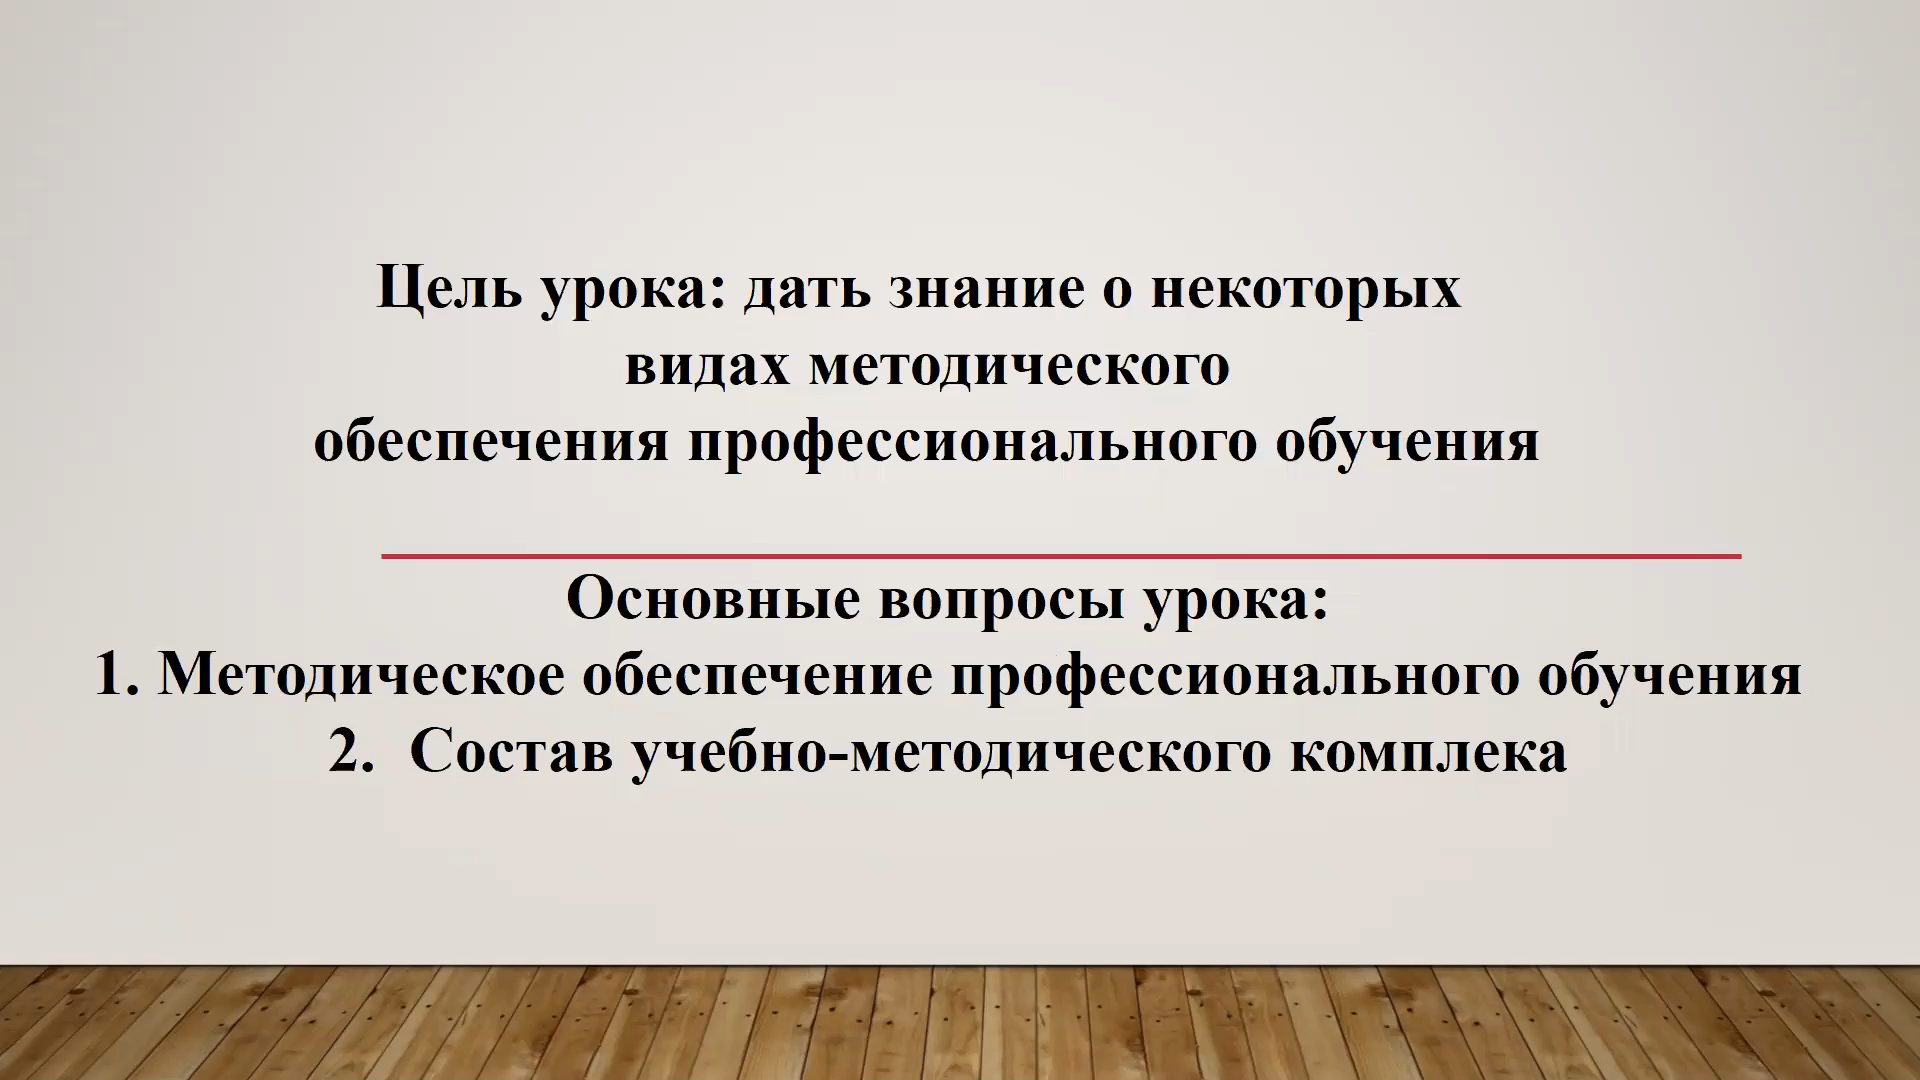 Цель урока: дать знание о некоторых
видах методического
обеспечения профессионального обучения
Основные вопросы урока:
1. Методическое обеспечение профессионального обучения
2. Состав учебно-методического комплека